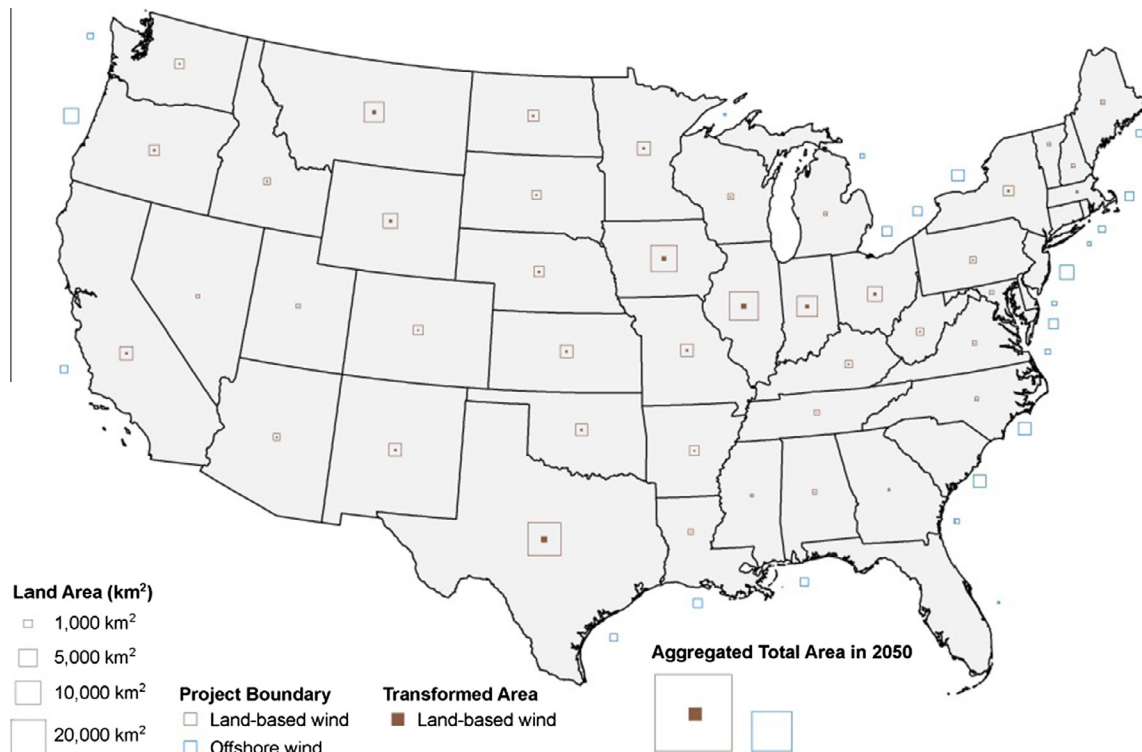 Land Area (km²)
1,000 km²
5,000 km²
10,000 km²
20,000 km²
Project Boundary
Land-based wind
Offshore wind
Transformed Area
Land-based wind
Aggregated Total Area in 2050